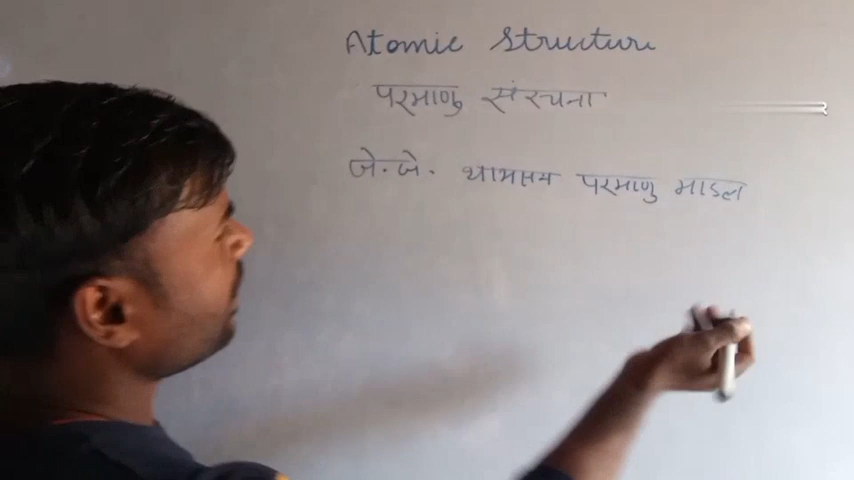 Atomic Structure
परमाणु संरचना
जे. जे. थामसन परमाणु माडल